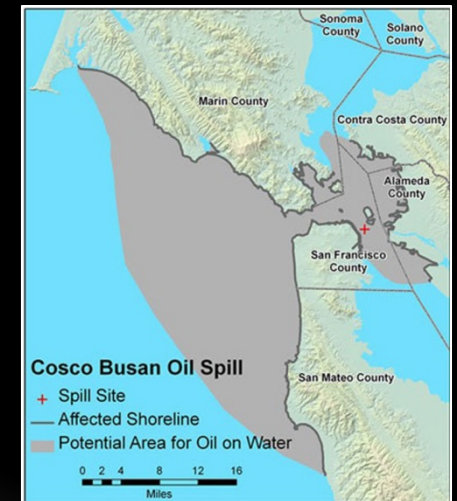 Sonoma
County
Solano
County
Marin County
Contra Costa County
Alameda
County
San Francisco
County
San Mateo County
Cosco Busan Oil Spill
Spill Site
Affected Shoreline
Potential Area for Oil on Water
0 2 4 8 12 16
Miles